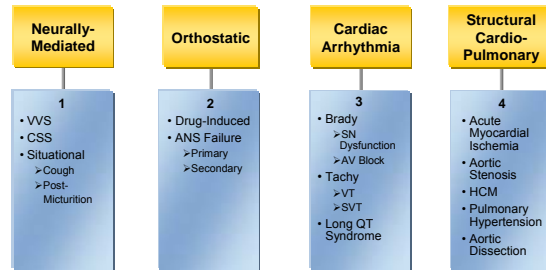 Neurally-
Mediated
1
• VVS
• CSS
• Situational
➢Cough
➢Post-
Micturition
Orthostatic
2
• Drug-Induced
• ANS Failure
➢Primary
➢Secondary
Cardiac
Arrhythmia
3
• Brady
➢SN
Dysfunction
➢AV Block
• Tachy
➢VT
➢SVT
• Long QT
Syndrome
Structural
Cardio-
Pulmonary
4
• Acute
Myocardial
Ischemia
• Aortic
Stenosis
• HCM
• Pulmonary
Hypertension
• Aortic
Dissection